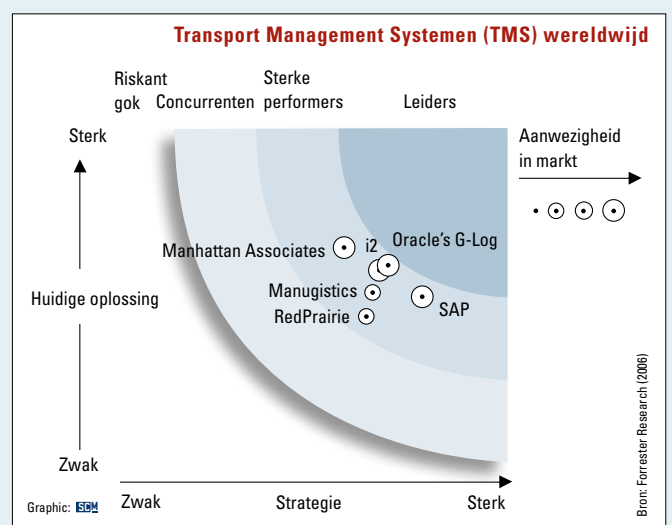 Transport Management Systemen (TMS) wereldwijd
Riskant
gok
Concurrenten
Sterke
performers
Leiders
Sterk
Aanwezigheid
in markt
Manhattan Associates
i2
Oracle's G-Log
Manugistics
RedPrairie
SAP
Huidige oplossing
Zwak
Zwak
Strategie
Sterk
Graphic: SCM
Bron: Forrester Research (2006)